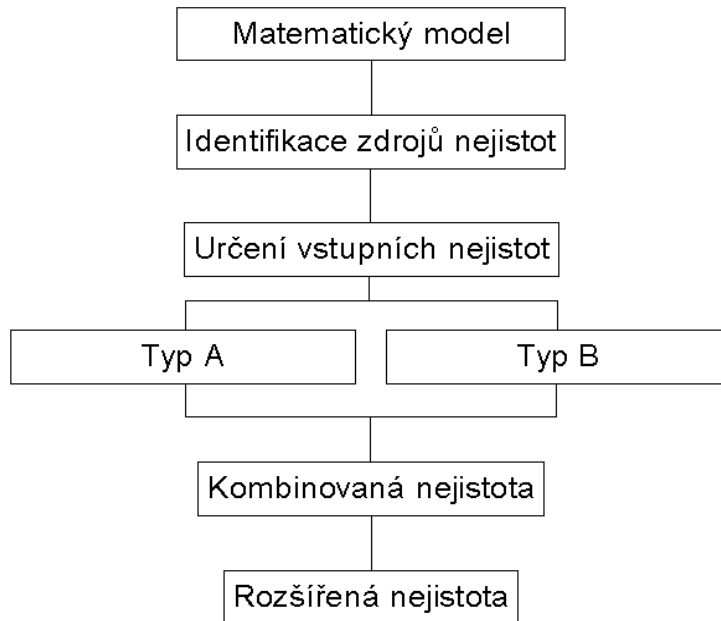 Matematický model
Identifikace zdrojů nejistot
Určení vstupních nejistot
Typ A
Typ B
Kombinovaná nejistota
Rozšířená nejistota